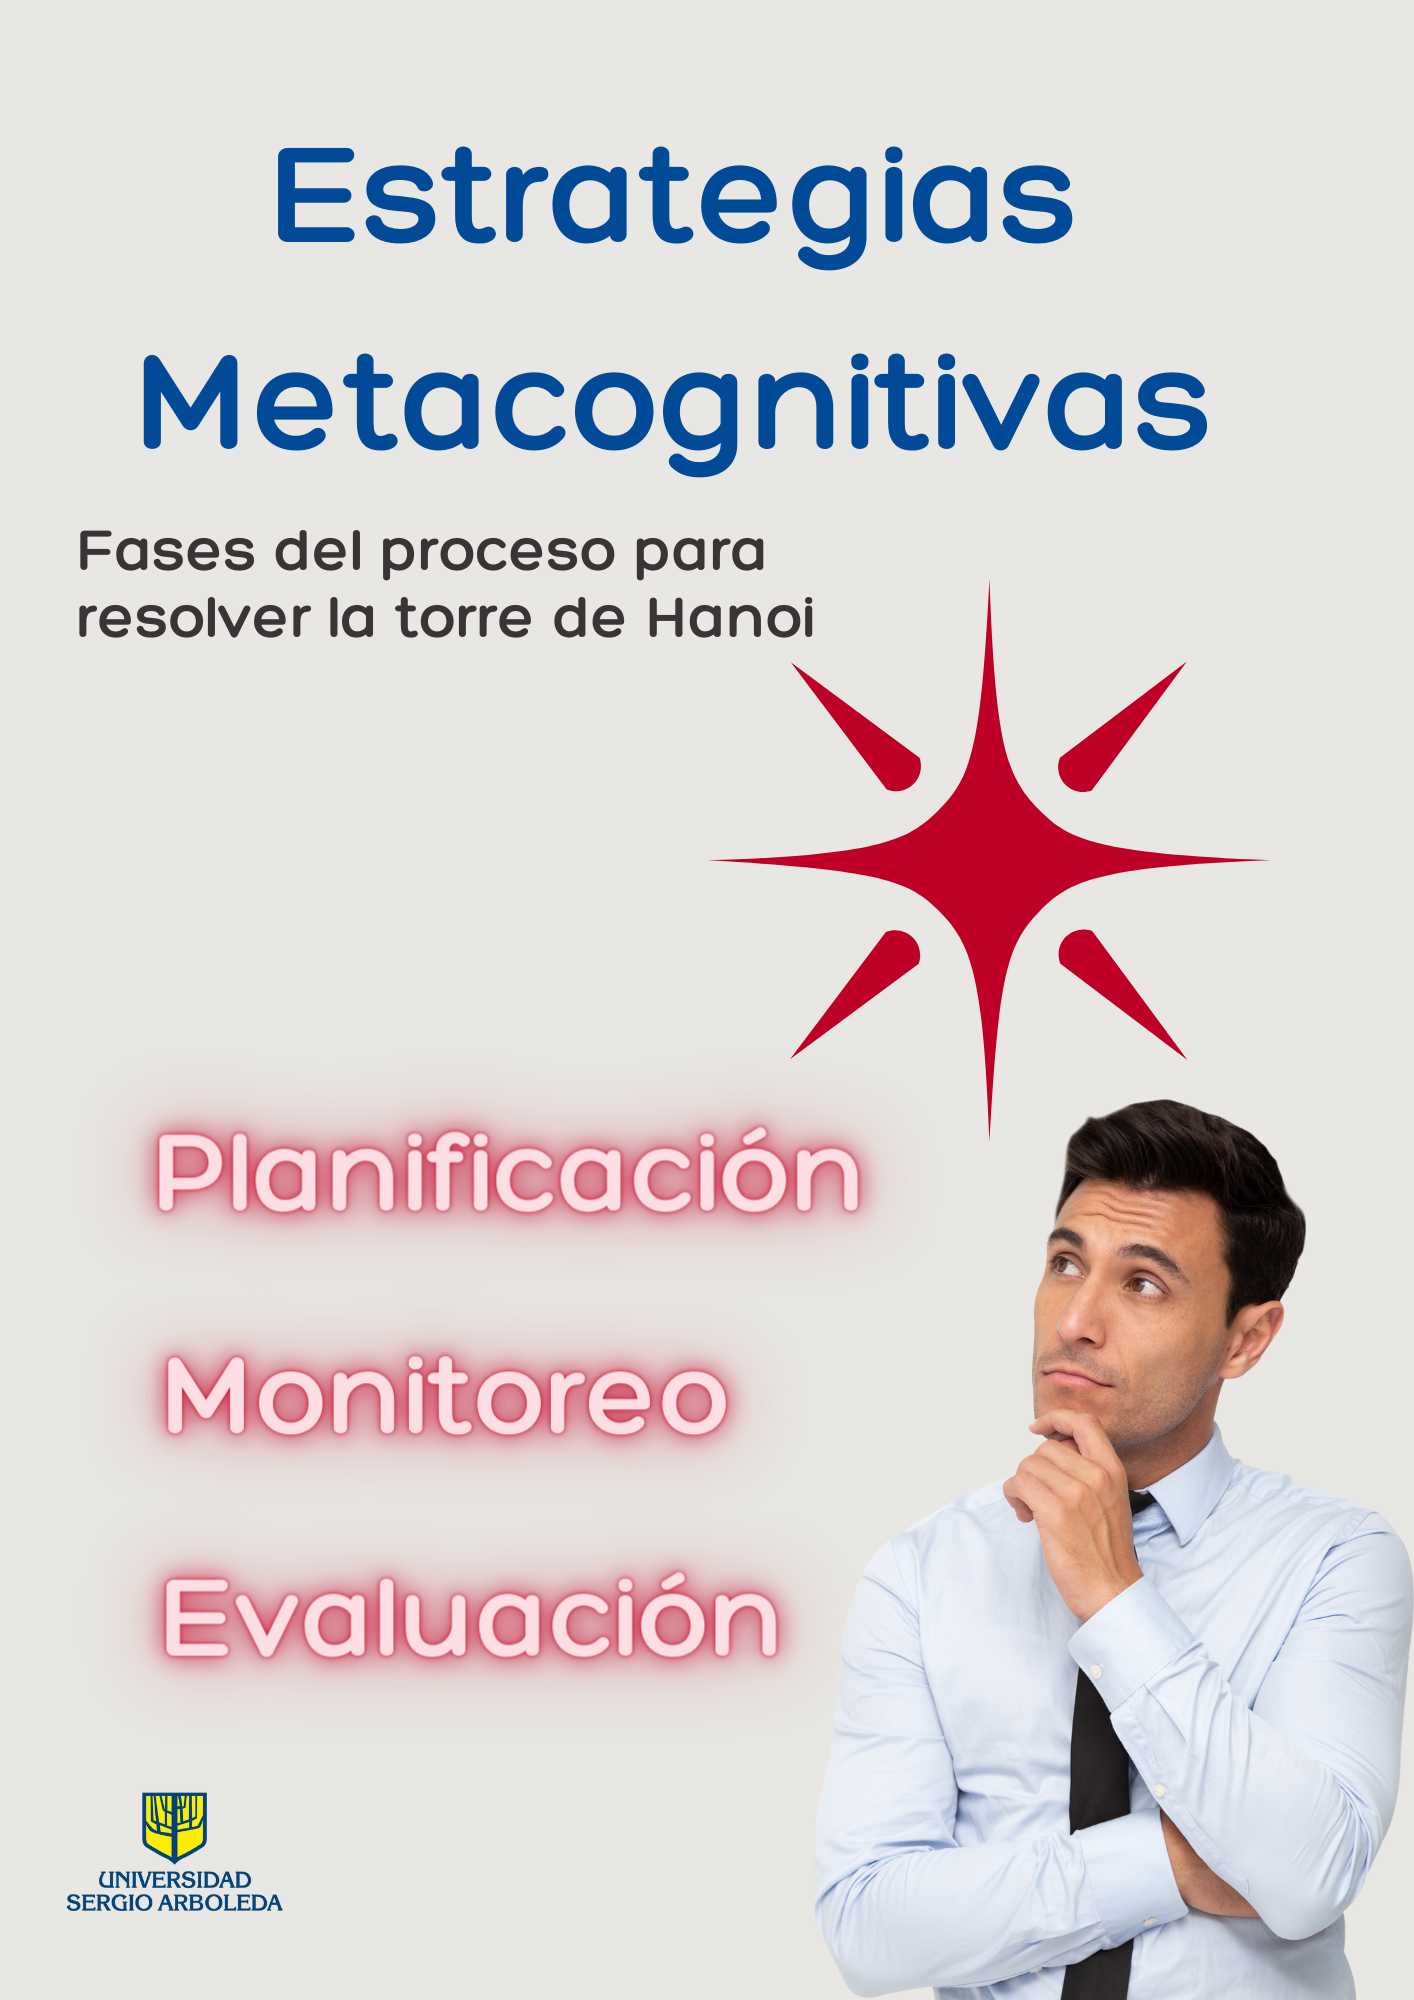 Estrategias
Metacognitivas
Fases del proceso para
resolver la torre de Hanoi
Planificación
Monitoreo
Evaluación
UNIVERSIDAD
SERGIO ARBOLEDA